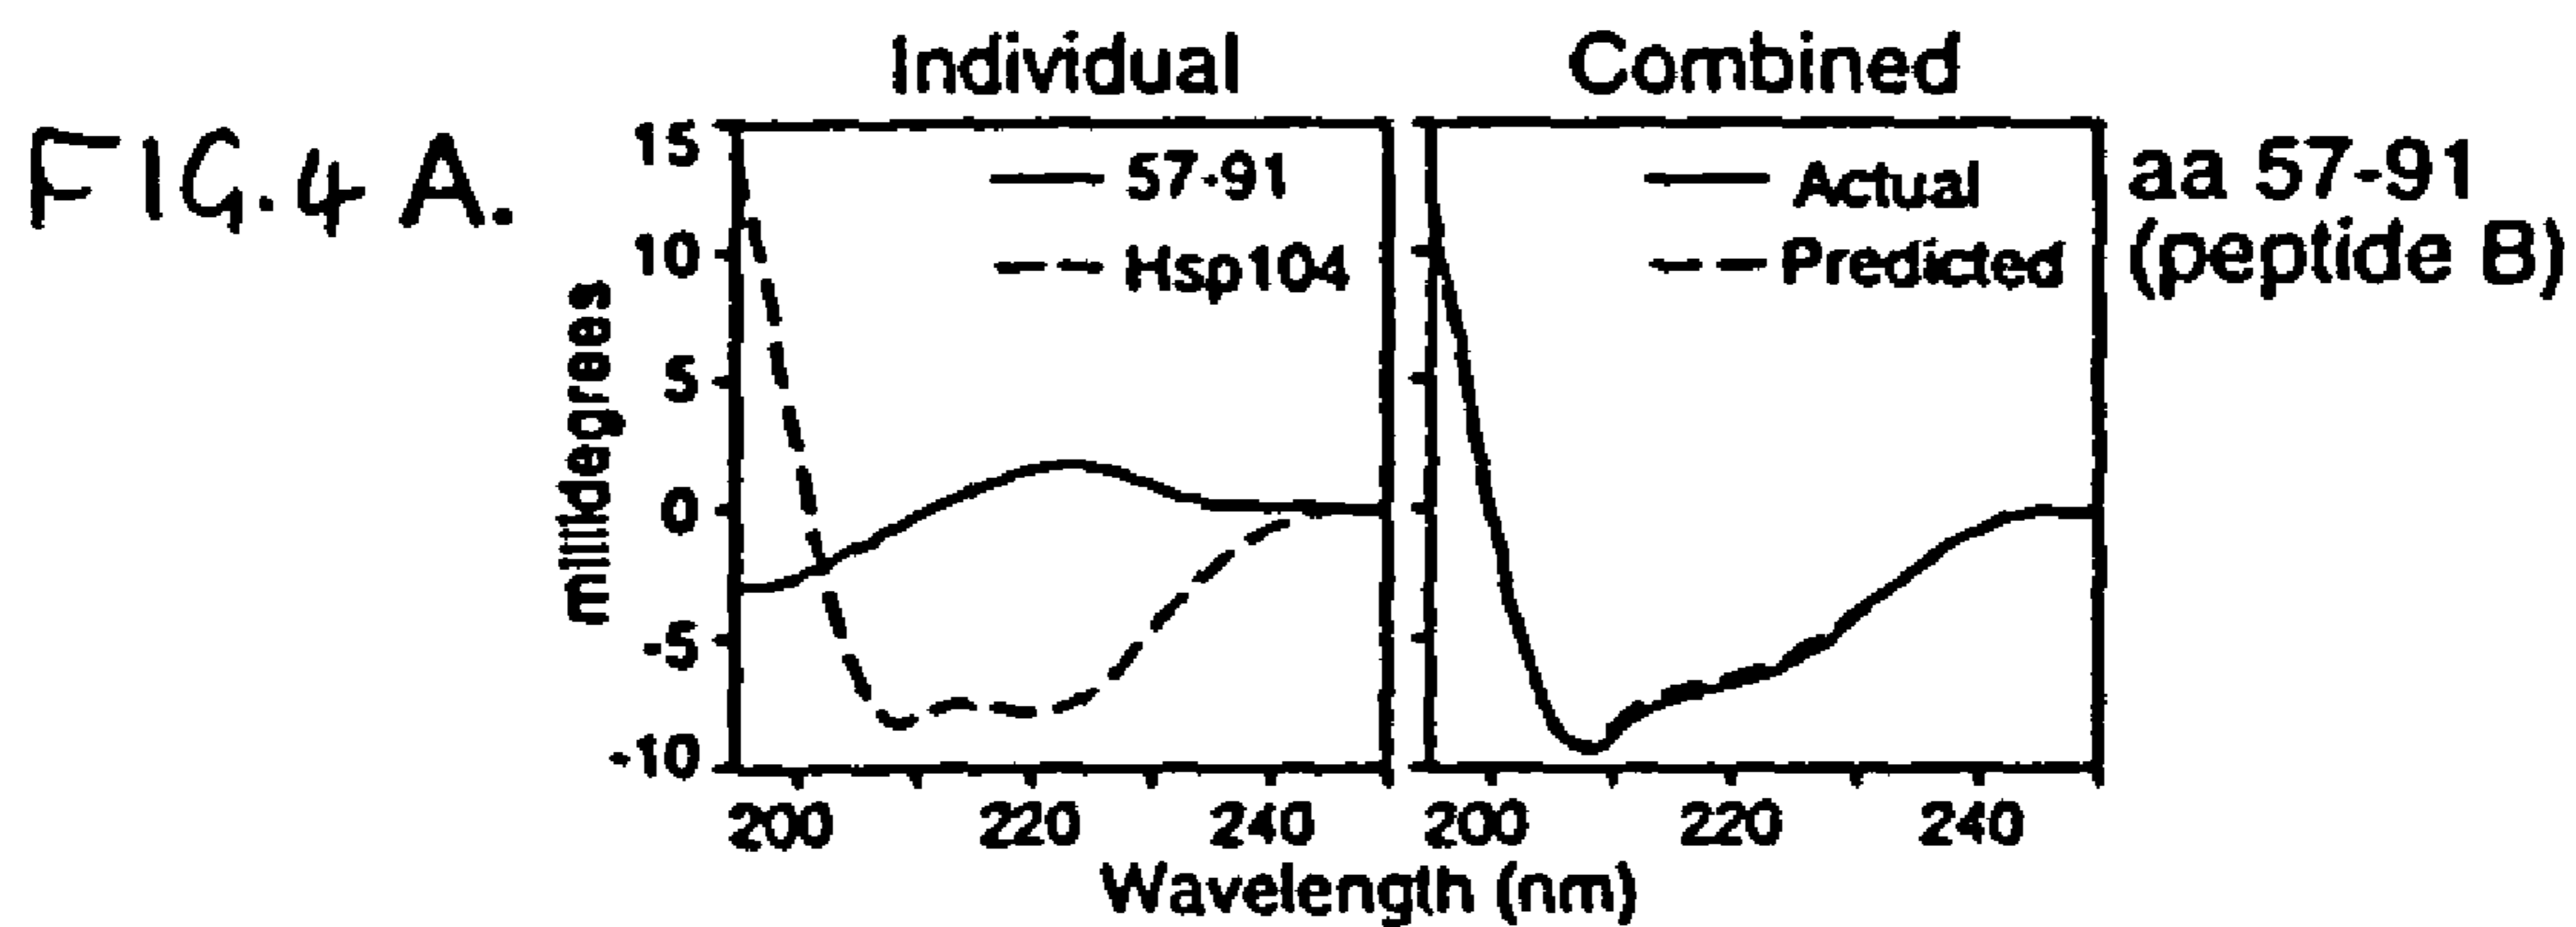 FIG. 4 A.
Individual
Combined
15
10
5
0
-5
-10
millidegrees
57-91
Hsp104
Actual
Predicted
aa 57-91
(peptide B)
200 220 240
200 220 240
Wavelength (nm)